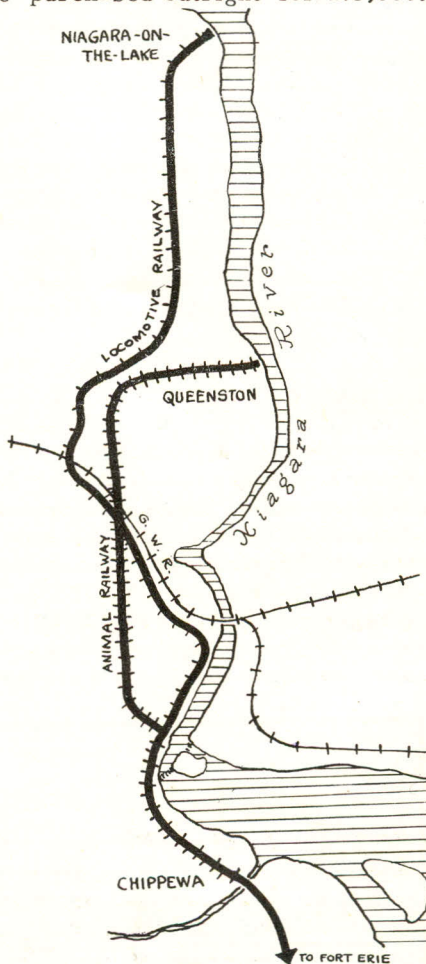 NIAGARA-ON-
THE-LAKE
LOCOMOTIVE RAILWAY
Niagara River
QUEENSTON
G.W.R.
ANIMAL RAILWAY
CHIPPEWA
TO FORT ERIE